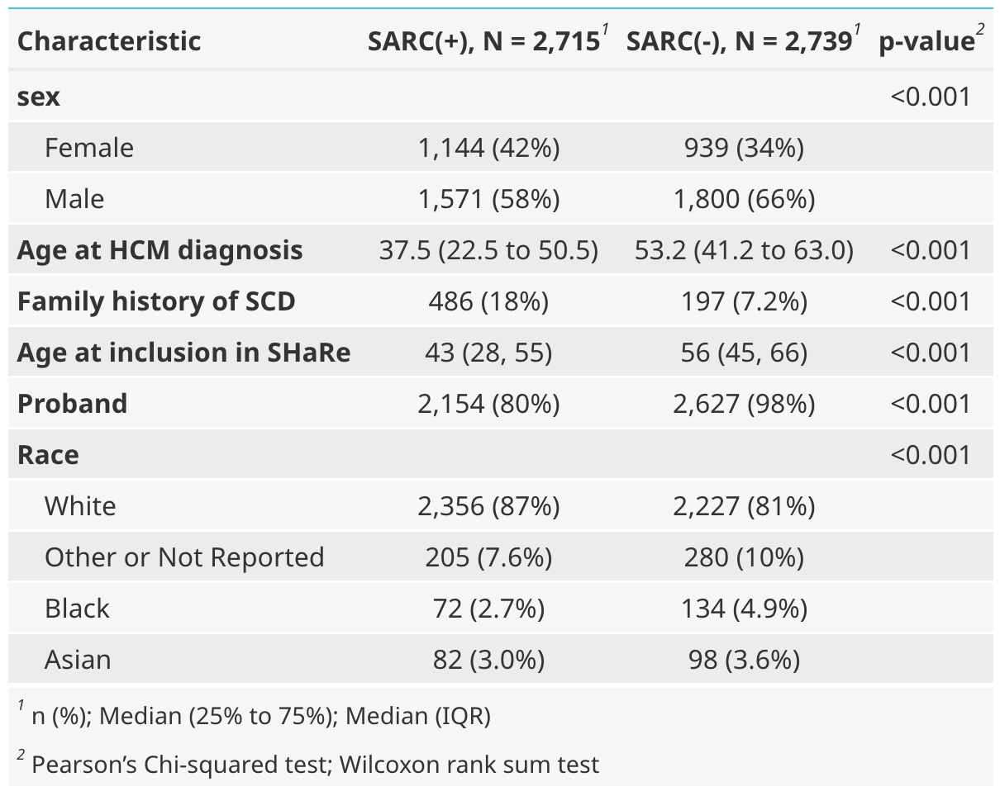 Characteristic SARC(+), N = 2,715¹ SARC(-), N = 2,739¹ p-value²
sex <0.001
Female 1,144 (42%) 939 (34%)
Male 1,571 (58%) 1,800 (66%)
Age at HCM diagnosis 37.5 (22.5 to 50.5) 53.2 (41.2 to 63.0) <0.001
Family history of SCD 486 (18%) 197 (7.2%) <0.001
Age at inclusion in SHaRe 43 (28, 55) 56 (45, 66) <0.001
Proband 2,154 (80%) 2,627 (98%) <0.001
Race <0.001
White 2,356 (87%) 2,227 (81%)
Other or Not Reported 205 (7.6%) 280 (10%)
Black 72 (2.7%) 134 (4.9%)
Asian 82 (3.0%) 98 (3.6%)
¹ n (%); Median (25% to 75%); Median (IQR)
² Pearson’s Chi-squared test; Wilcoxon rank sum test